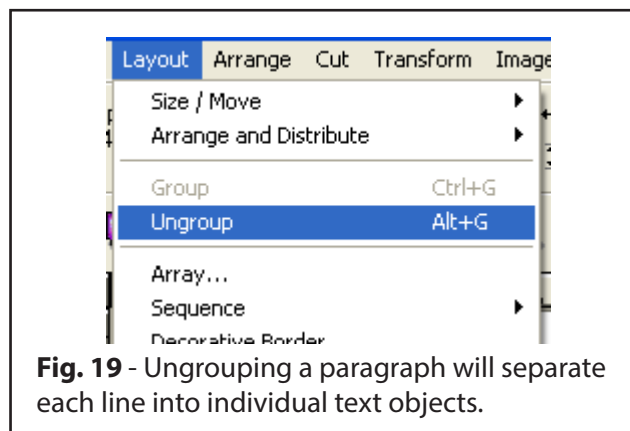 Layout Arrange Cut Transform Image
Size / Move
Arrange and Distribute
Group Ctrl+G
Ungroup Alt+G
Array...
Sequence
Decorative Border
Fig. 19 - Ungrouping a paragraph will separate
each line into individual text objects.